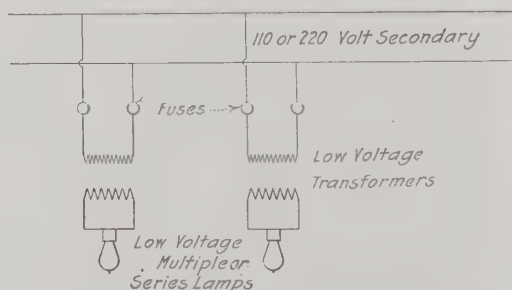 110 or 220 Volt Secondary
Fuses
Low Voltage
Transformers
Low Voltage
Multiple or
Series Lamps